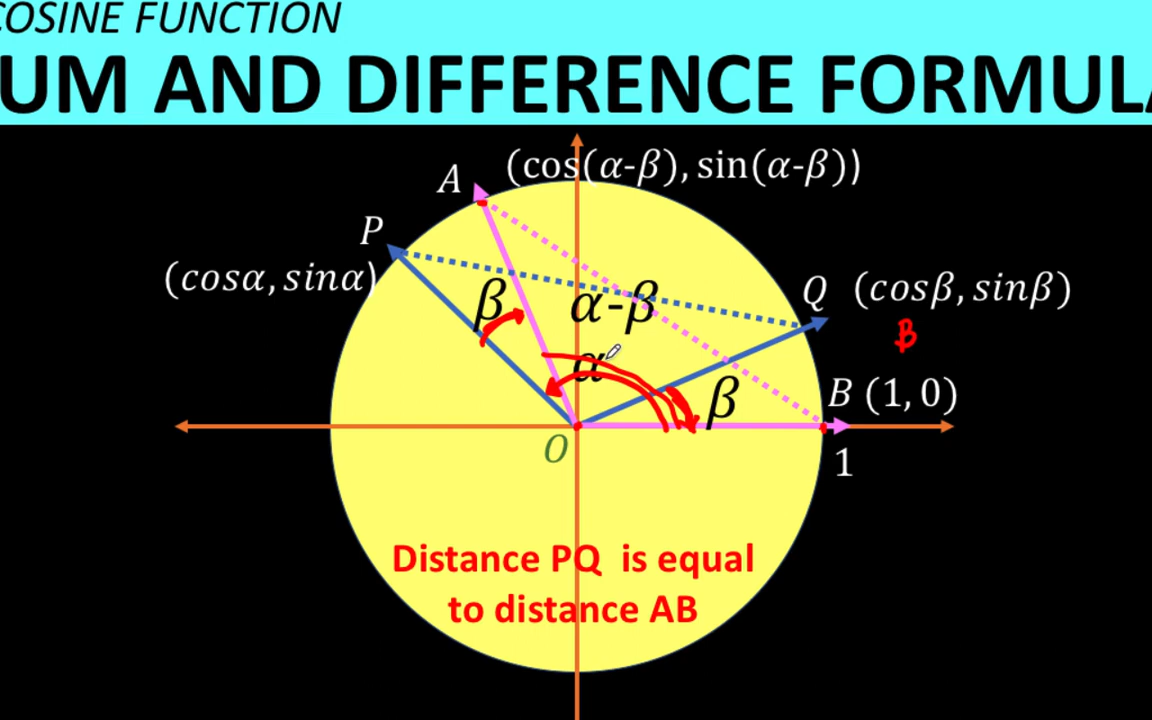 COSINE FUNCTION
UM AND DIFFERENCE FORMULA
A (cos(α-β), sin(α-β))
P
(cosα, sinα)
Q (cosβ, sinβ)
β
β
α-β
α
β
B (1, 0)
O
1
Distance PQ is equal
to distance AB